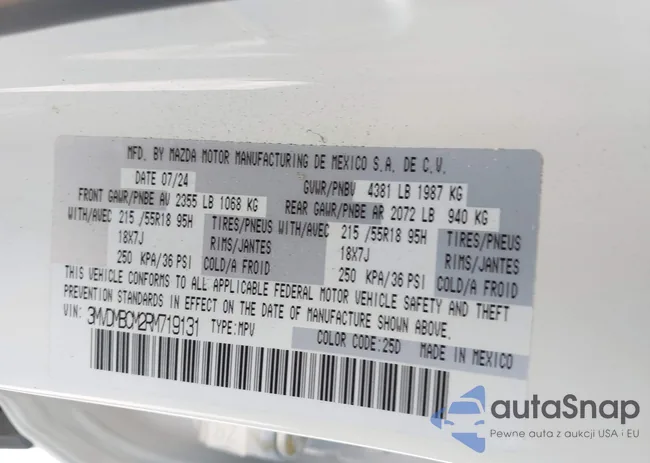 MFD. BY MAZDA MOTOR MANUFACTURING DE MEXICO S.A. DE C.V.
DATE 07/24 GVWR/PNBV 4381 LB 1987 KG
FRONT GAWR/PNBE AV 2355 LB 1068 KG REAR GAWR/PNBE AR 2072 LB 940 KG
WITH/AVEC 215 /55R18 95H TIRES/PNEUS WITH/AVEC 215 /55R18 95H TIRES/PNEUS
18X7J RIMS/JANTES 18X7J RIMS/JANTES
250 KPA/36 PSI COLD/A FROID 250 KPA/36 PSI COLD/A FROID
THIS VEHICLE CONFORMS TO ALL APPLICABLE FEDERAL MOTOR VEHICLE SAFETY AND THEFT
PREVENTION STANDARDS IN EFFECT ON THE DATE OF MANUFACTURE SHOWN ABOVE.
VIN: 3MVDMBCM2RM719131 TYPE:MPV COLOR CODE:25D MADE IN MEXICO
autaSnap
Pewne auta z aukcji USA i EU